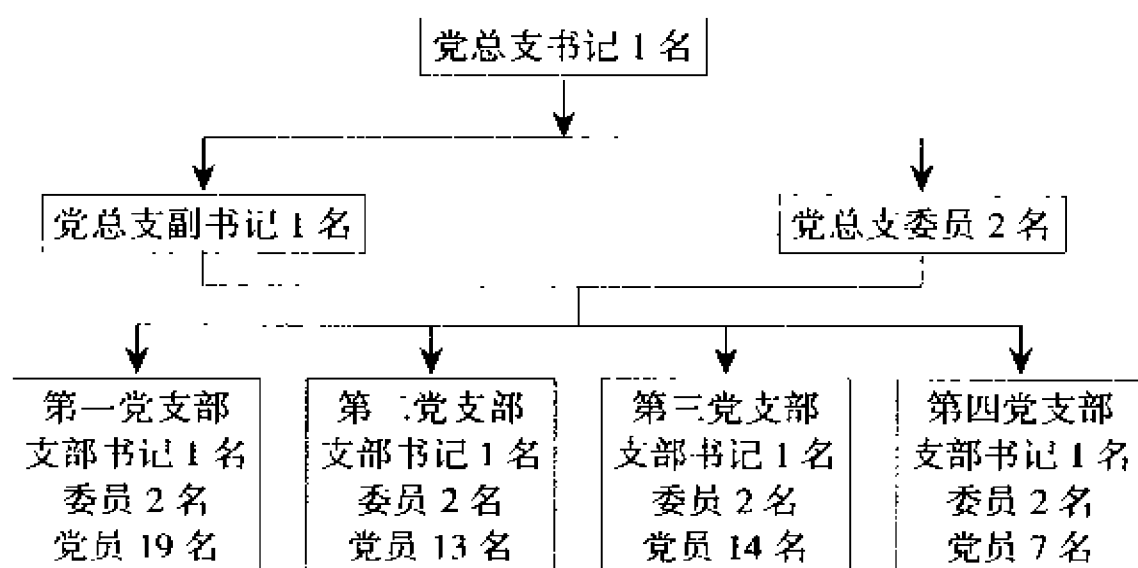 党总支书记 1 名
党总支副书记 1 名
党总支委员 2 名
第一党支部
支部书记 1 名
委员 2 名
党员 19 名
第二党支部
支部书记 1 名
委员 2 名
党员 13 名
第三党支部
支部书记 1 名
委员 2 名
党员 14 名
第四党支部
支部书记 1 名
委员 2 名
党员 7 名